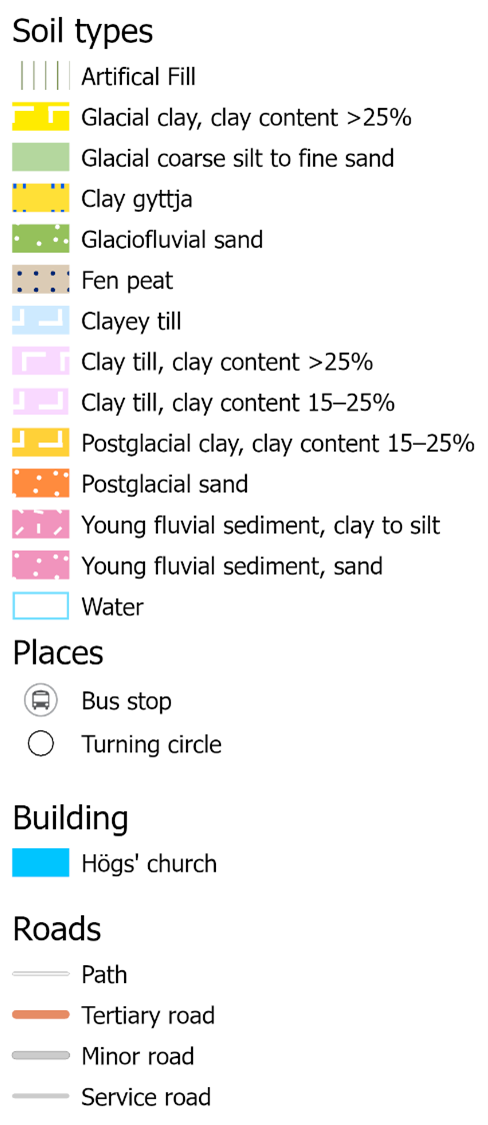 Soil types
Artifical Fill
Glacial clay, clay content >25%
Glacial coarse silt to fine sand
Clay gyttja
Glaciofluvial sand
Fen peat
Clayey till
Clay till, clay content >25%
Clay till, clay content 15–25%
Postglacial clay, clay content 15–25%
Postglacial sand
Young fluvial sediment, clay to silt
Young fluvial sediment, sand
Water
Places
Bus stop
Turning circle
Building
Högs' church
Roads
Path
Tertiary road
Minor road
Service road